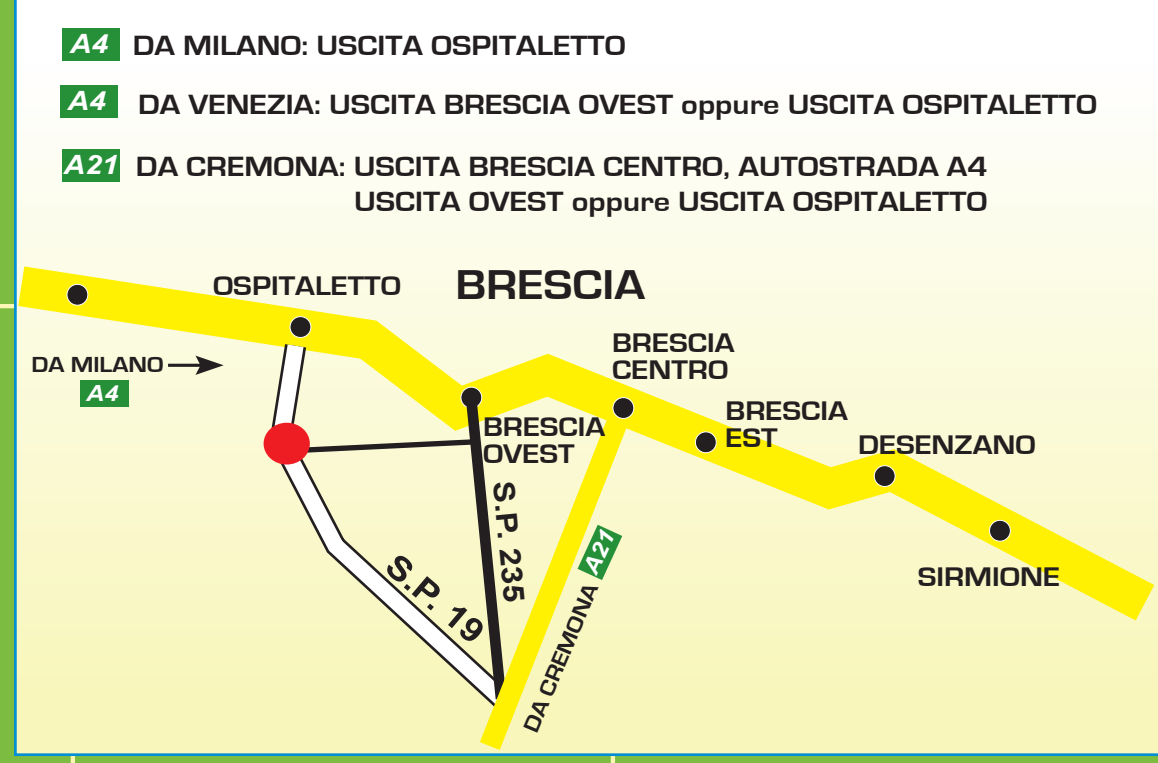 A4 DA MILANO: USCITA OSPITALETTO
A4 DA VENEZIA: USCITA BRESCIA OVEST oppure USCITA OSPITALETTO
A21 DA CREMONA: USCITA BRESCIA CENTRO, AUTOSTRADA A4
USCITA OVEST oppure USCITA OSPITALETTO
OSPITALETTO
BRESCIA
DA MILANO
A4
BRESCIA
CENTRO
BRESCIA
EST
BRESCIA
OVEST
DESENZANO
SIRMIONE
S.P. 235
S.P. 19
DA CREMONA A21